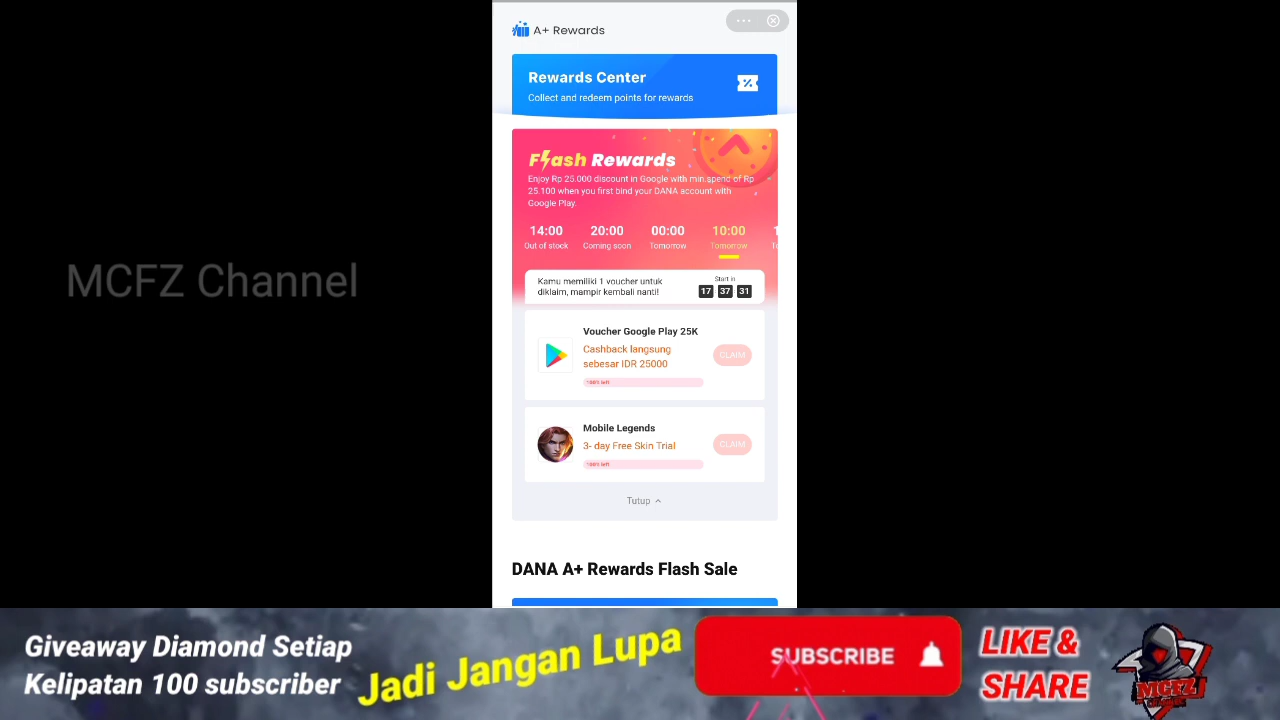 A+ Rewards
Rewards Center
Collect and redeem points for rewards
Flash Rewards
Enjoy Rp 25.000 discount in Google with min spend of Rp
25.100 when you first bind your DANA account with
Google Play.
14:00 20:00 00:00 10:00
Out of stock Coming soon Tomorrow Tomorrow
Kamu memiliki 1 voucher untuk
diklaim, mampir kembali nanti!
Start in
17 37 31
Voucher Google Play 25K
Cashback langsung
sebesar IDR 25000
CLAIM
100% left
Mobile Legends
3- day Free Skin Trial
CLAIM
100% left
Tutup
DANA A+ Rewards Flash Sale
MCFZ Channel
Giveaway Diamond Setiap
Kelipatan 100 subscriber
Jadi Jangan Lupa
SUBSCRIBE
LIKE &
SHARE
MCFZ